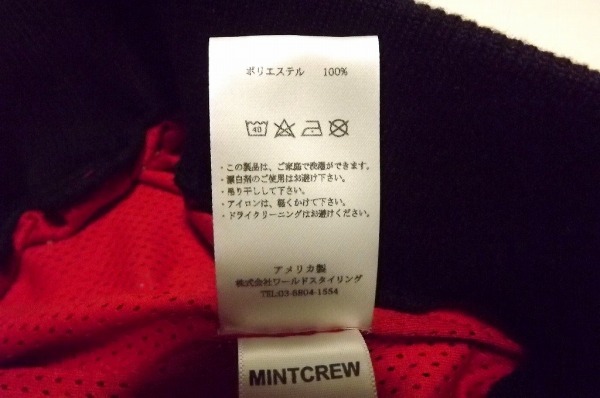 ポリエステル 100%
40
・この製品は、ご家庭で洗濯ができます。
・漂白剤のご使用はお避け下さい。
・吊り干しして下さい。
・アイロンは、軽くかけて下さい。
・ドライクリーニングはお避けください。
アメリカ製
株式会社ワールドスタイリング
TEL:03-8804-1554
MINTCREW